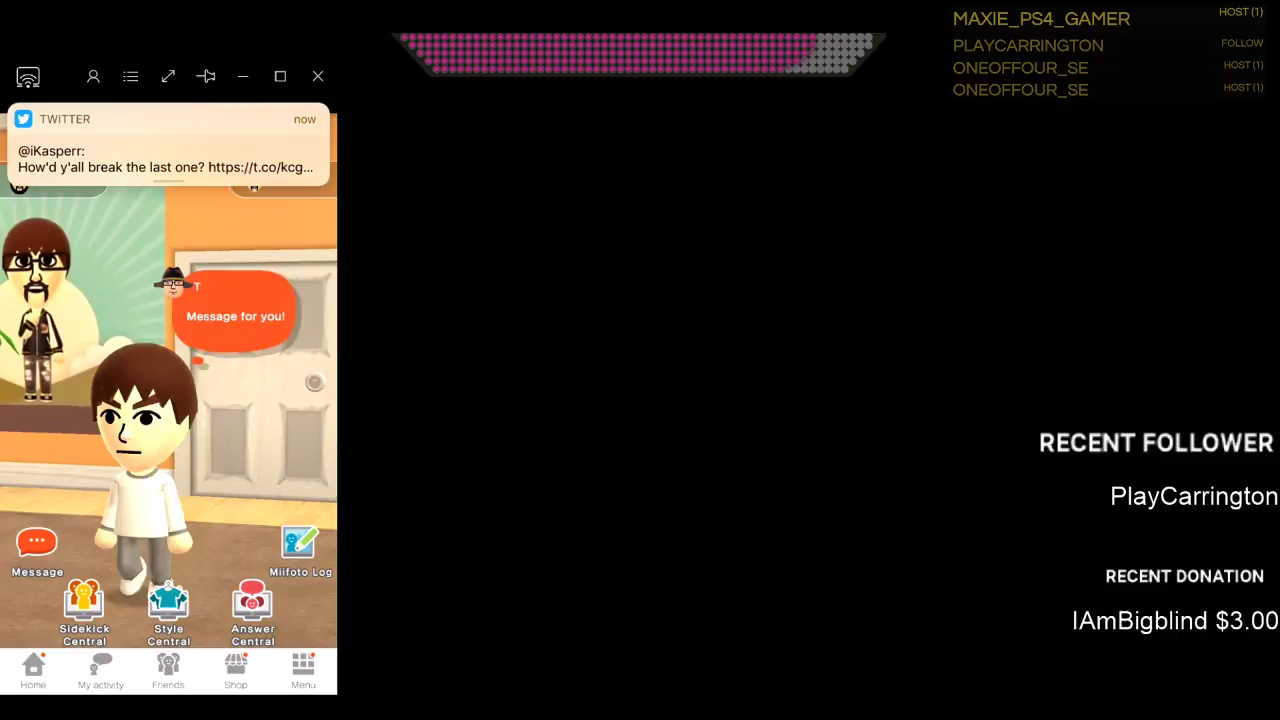 MAXIE_PS4_GAMER HOST (1)
PLAYCARRINGTON FOLLOW
ONEOFFOUR_SE HOST (1)
ONEOFFOUR_SE HOST (1)
TWITTER now
@iKasperr:
How'd y'all break the last one? https://t.co/kcg...
T
Message for you!
Message
Miifoto Log
Sidekick Central
Style Central
Answer Central
Home
My activity
Friends
Shop
Menu
RECENT FOLLOWER
PlayCarrington
RECENT DONATION
IAmBigblind $3.00